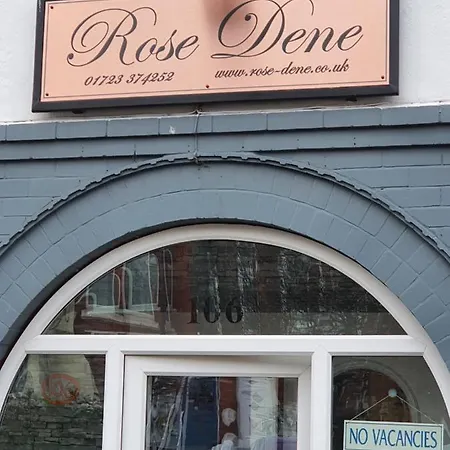 Rose Dene
01723 374252 www.rose-dene.co.uk
106
NO VACANCIES